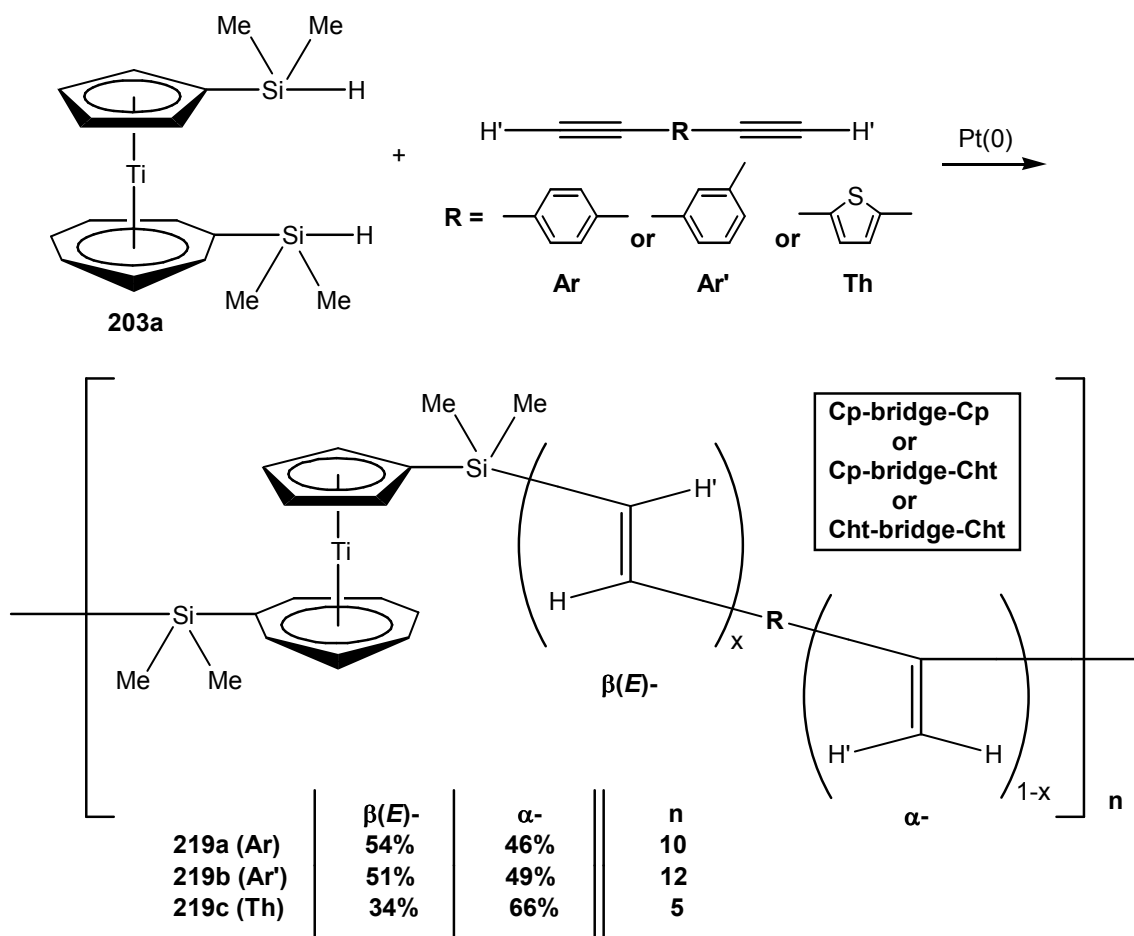 Me Me
Si H
+
H' R H'
Pt(0)
Ti
R =
S
or
or
Si H
Ar Ar' Th
Me Me
203a
Me Me
Cp-bridge-Cp
or
Cp-bridge-Cht
or
Cht-bridge-Cht
Si
H'
Ti
H
Si
x
R
Me Me
β(E)-
H' H
1-x
n
α-
β(E)- α- n
219a (Ar) 54% 46% 10
219b (Ar') 51% 49% 12
219c (Th) 34% 66% 5